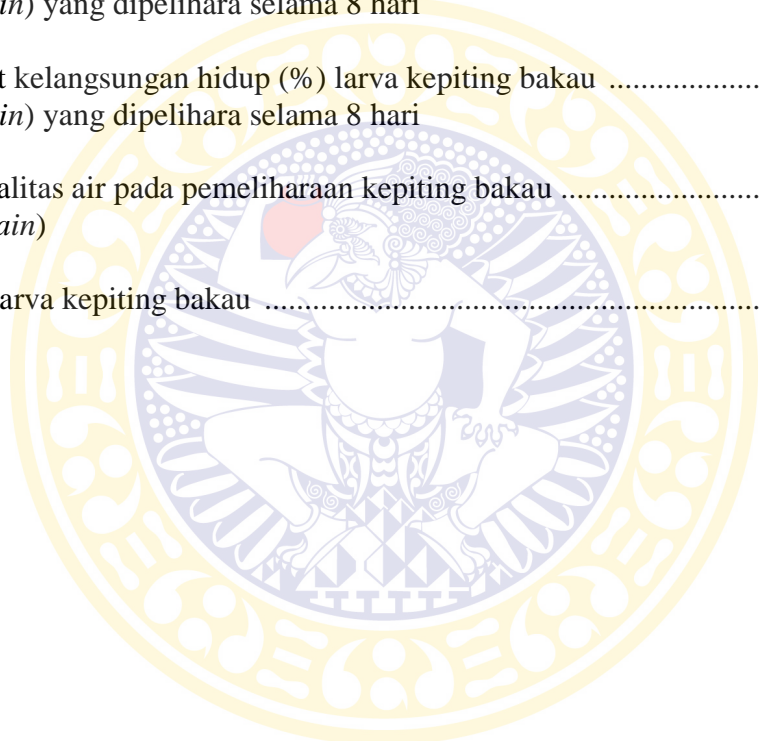 in) yang dipelihara selama 8 hari
t kelangsungan hidup (%) larva kepiting bakau ...................
in) yang dipelihara selama 8 hari
alitas air pada pemeliharaan kepiting bakau .........................
ain)
arva kepiting bakau ..............................................................